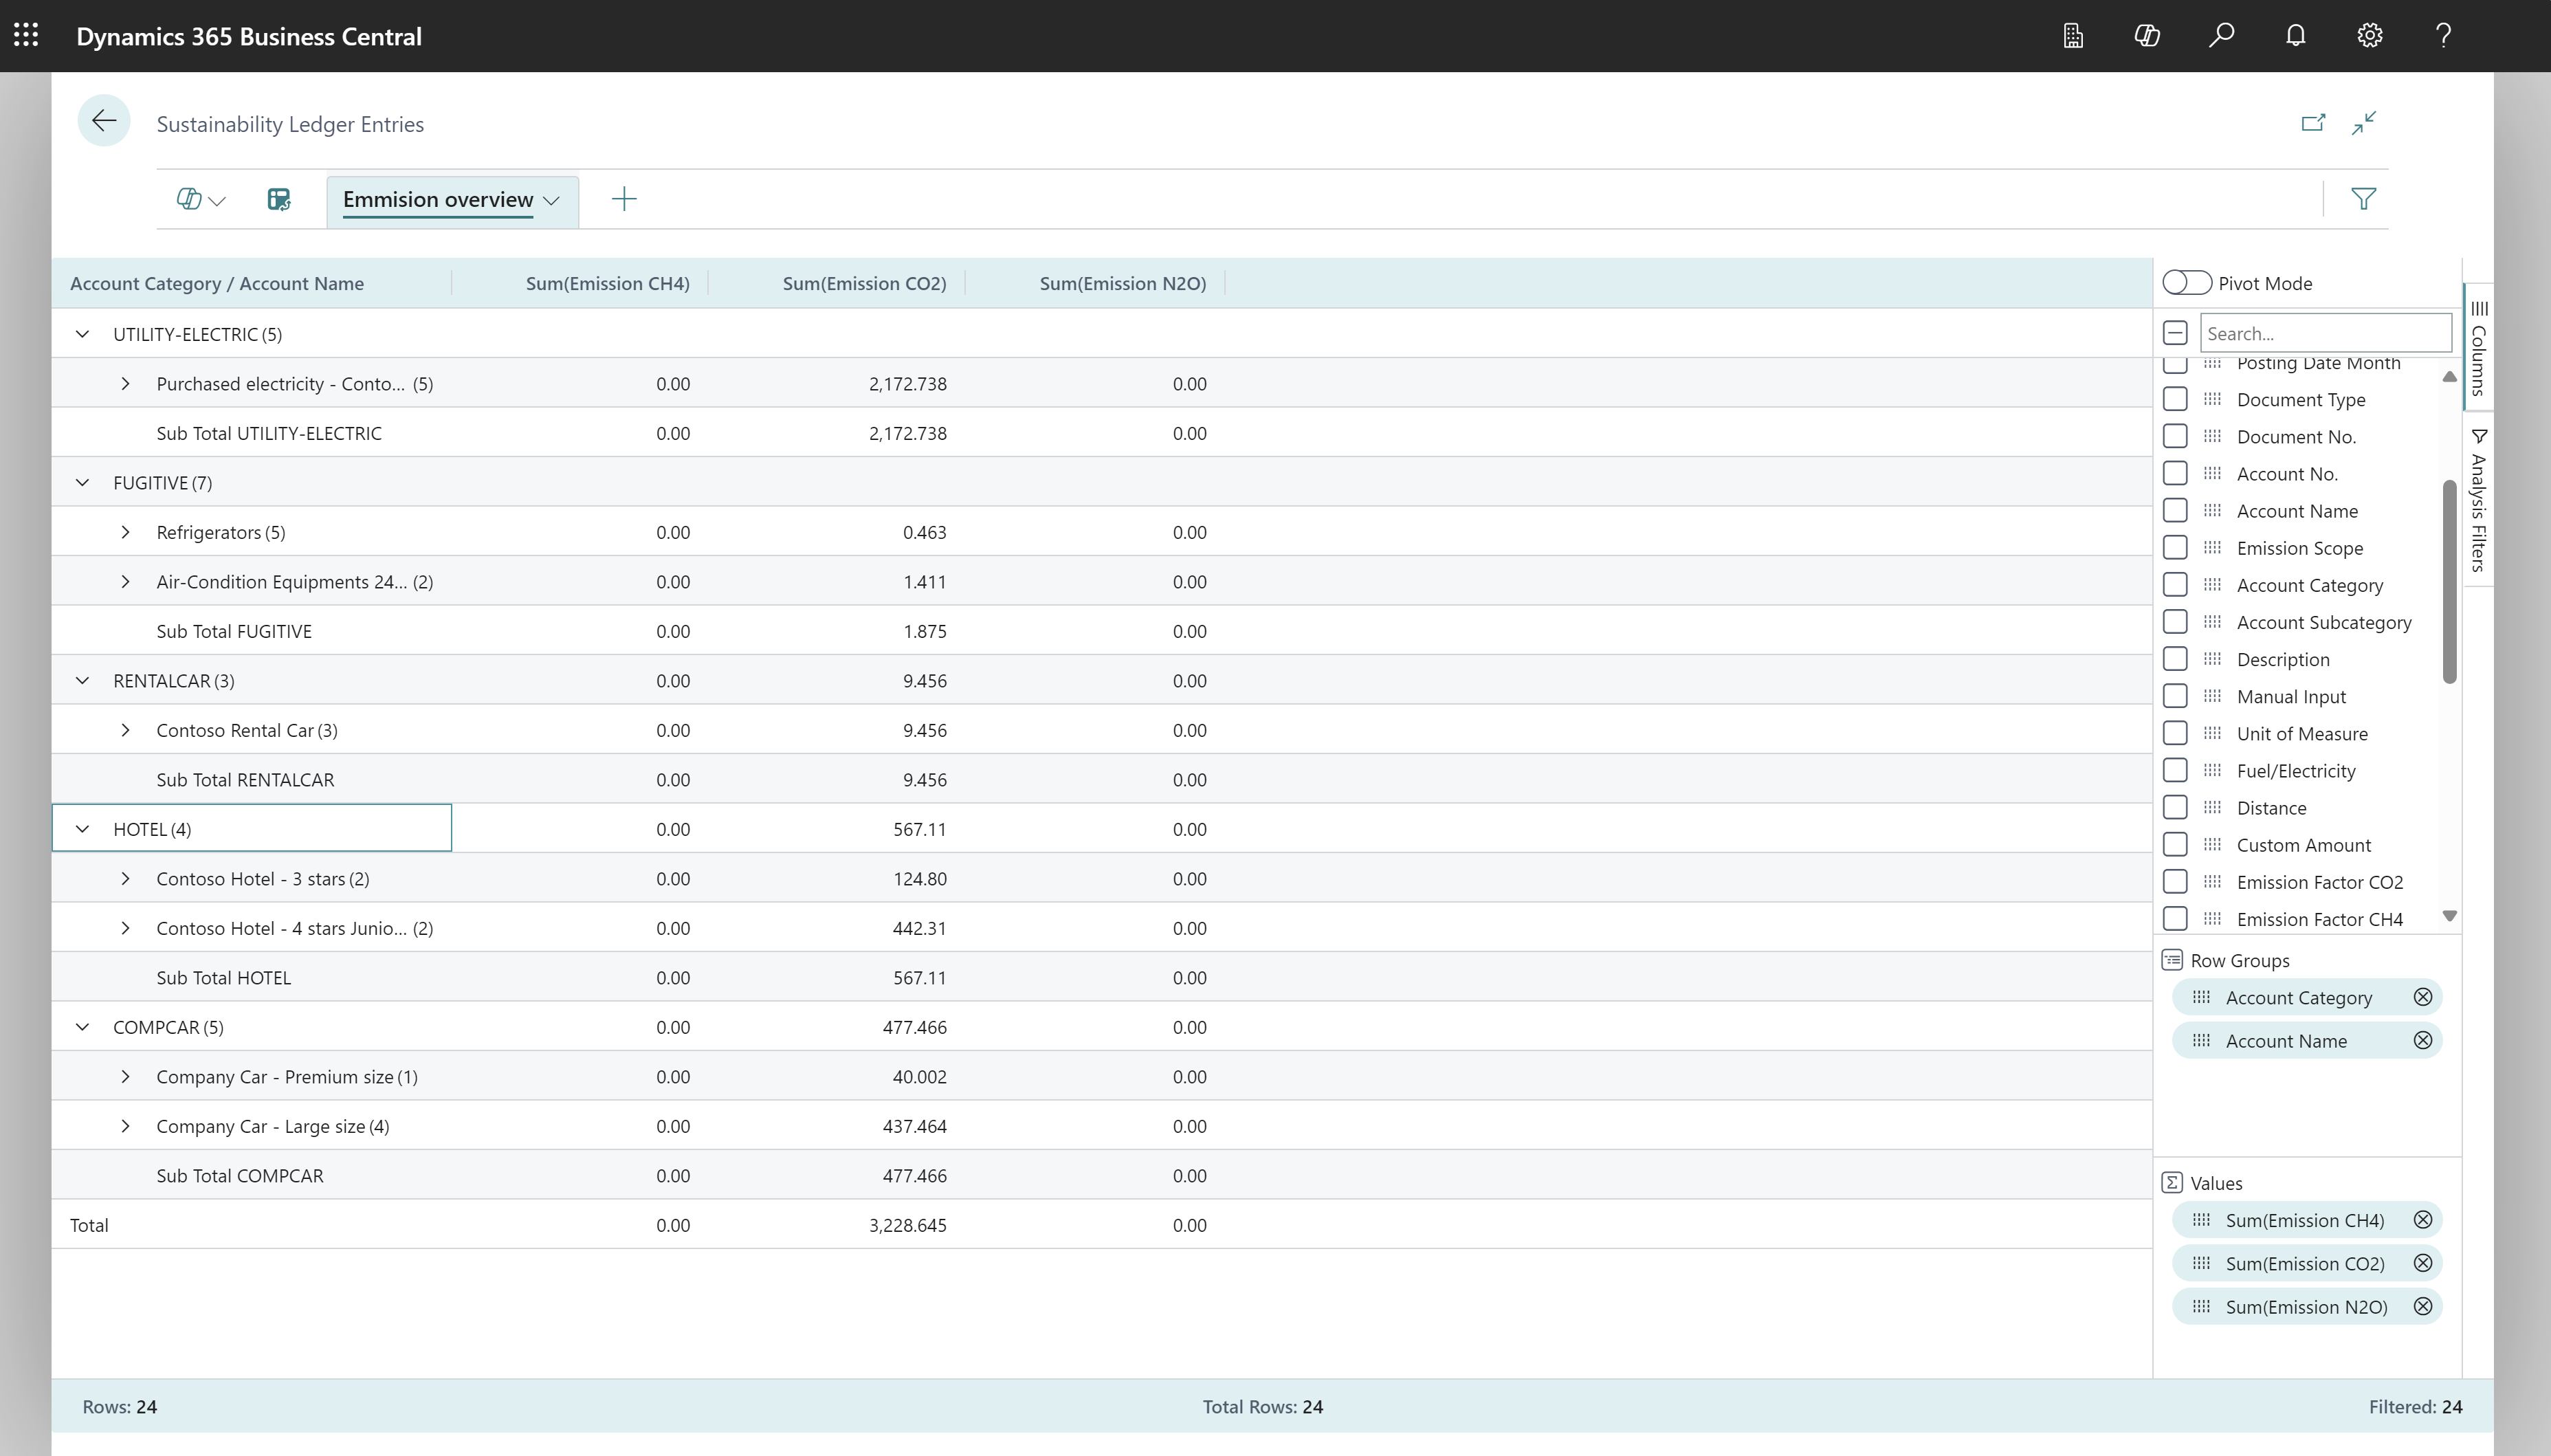 Dynamics 365 Business Central
Sustainability Ledger Entries
Emmision overview
Account Category / Account Name Sum(Emission CH4) Sum(Emission CO2) Sum(Emission N2O)
UTILITY-ELECTRIC (5)
Purchased electricity - Conto... (5) 0.00 2,172.738 0.00
Sub Total UTILITY-ELECTRIC 0.00 2,172.738 0.00
FUGITIVE (7)
Refrigerators (5) 0.00 0.463 0.00
Air-Condition Equipments 24... (2) 0.00 1.411 0.00
Sub Total FUGITIVE 0.00 1.875 0.00
RENTALCAR (3) 0.00 9.456 0.00
Contoso Rental Car (3) 0.00 9.456 0.00
Sub Total RENTALCAR 0.00 9.456 0.00
HOTEL (4) 0.00 567.11 0.00
Contoso Hotel - 3 stars (2) 0.00 124.80 0.00
Contoso Hotel - 4 stars Junio... (2) 0.00 442.31 0.00
Sub Total HOTEL 0.00 567.11 0.00
COMPCAR (5) 0.00 477.466 0.00
Company Car - Premium size (1) 0.00 40.002 0.00
Company Car - Large size (4) 0.00 437.464 0.00
Sub Total COMPCAR 0.00 477.466 0.00
Total 0.00 3,228.645 0.00
Pivot Mode
Search...
Posting Date Month
Document Type
Document No.
Account No.
Account Name
Emission Scope
Account Category
Account Subcategory
Description
Manual Input
Unit of Measure
Fuel/Electricity
Distance
Custom Amount
Emission Factor CO2
Emission Factor CH4
Row Groups
Account Category
Account Name
Values
Sum(Emission CH4)
Sum(Emission CO2)
Sum(Emission N2O)
Columns
Analysis Filters
Rows: 24 Total Rows: 24 Filtered: 24